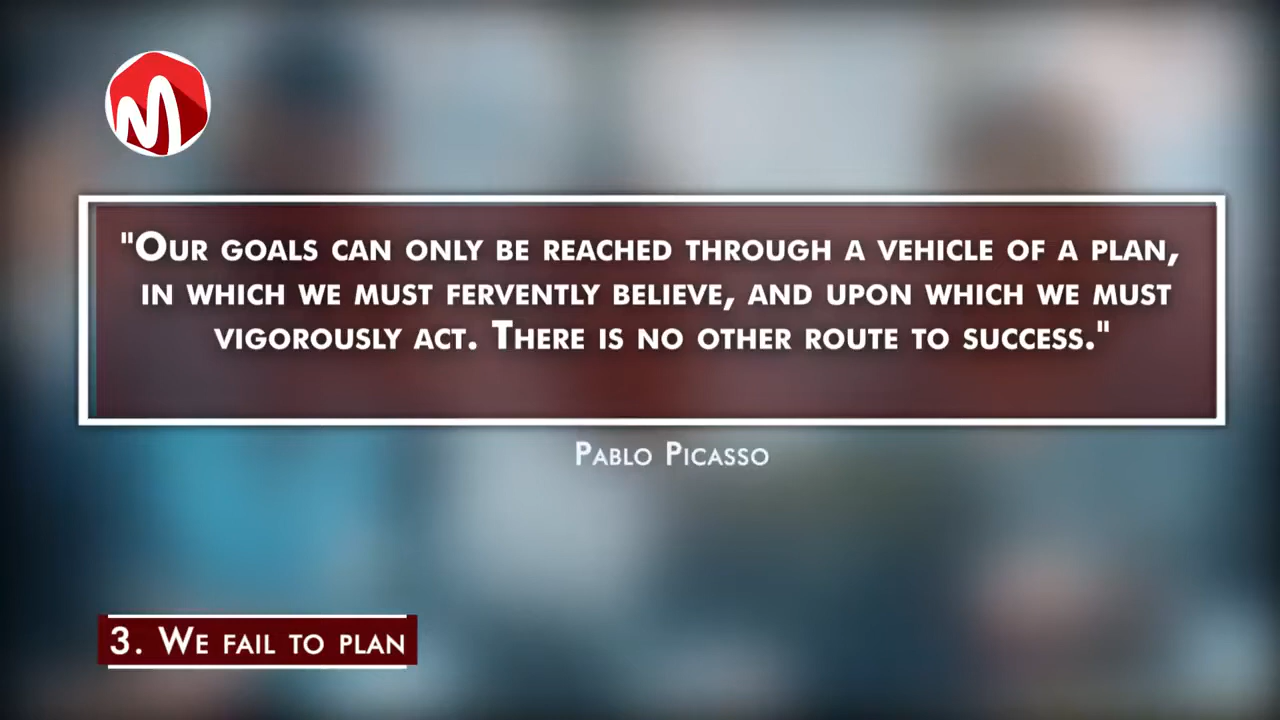 "Our goals can only be reached through a vehicle of a plan,
in which we must fervently believe, and upon which we must
vigorously act. There is no other route to success."
Pablo Picasso
3. We fail to plan